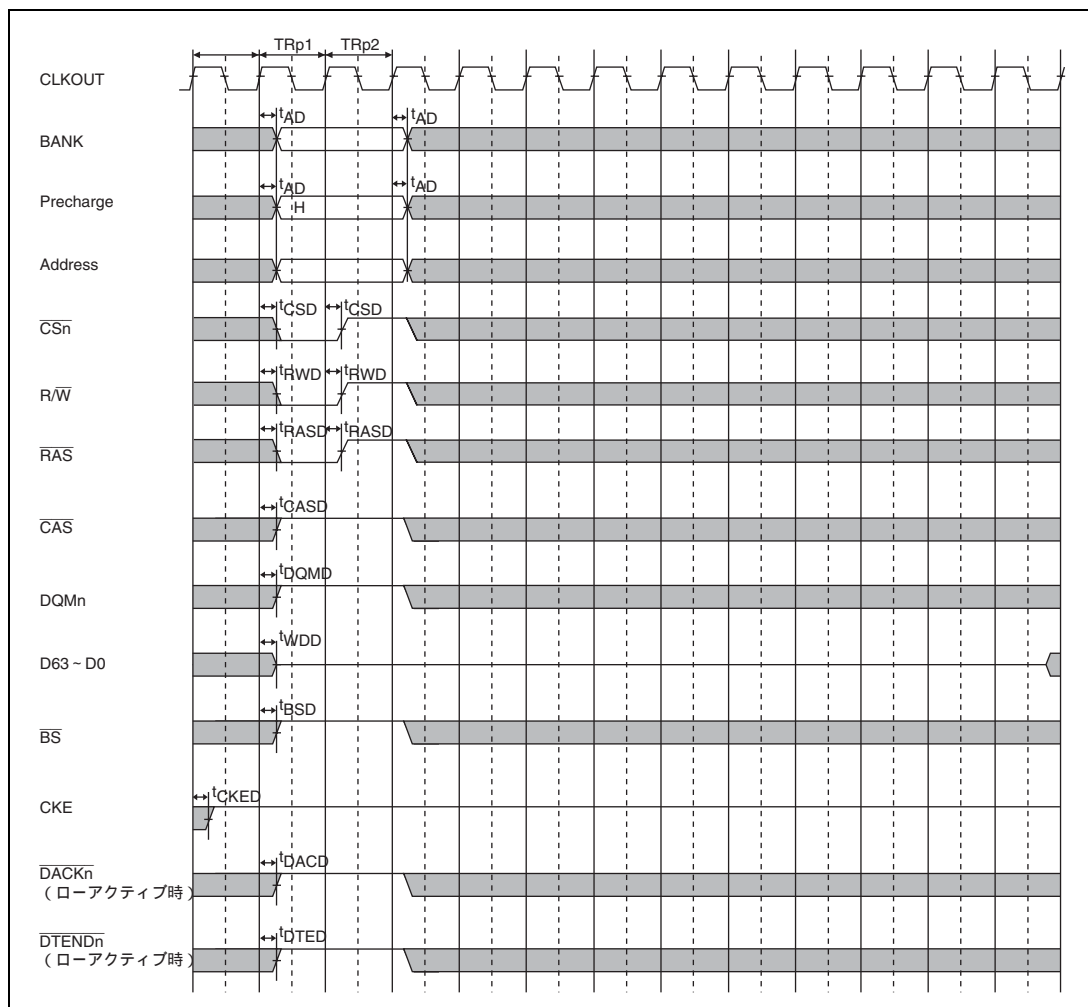 TRp1 TRp2
CLKOUT
tAD tAD
BANK
tAD tAD
Precharge H
Address
tCSD tCSD
CSn
tRWD tRWD
R/W
tRASD tRASD
RAS
tCASD
CAS
tDQMD
DQMn
tWDD
D63 ~ D0
tBSD
BS
tCKED
CKE
tDACD
DACKn
(ローアクティブ時)
tDTED
DTENDn
(ローアクティブ時)